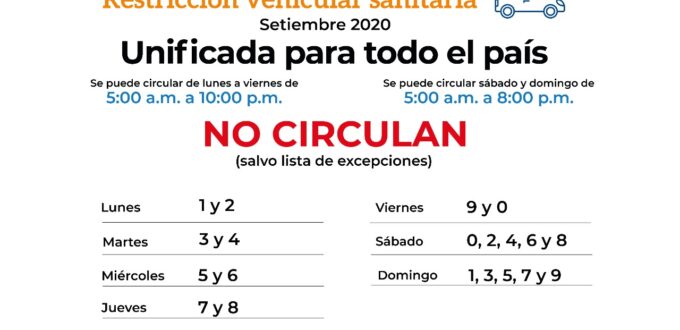 Restricción vehicular sanitaria
Setiembre 2020
Unificada para todo el país
Se puede circular de lunes a viernes de
5:00 a.m. a 10:00 p.m.
Se puede circular sábado y domingo de
5:00 a.m. a 8:00 p.m.
NO CIRCULAN
(salvo lista de excepciones)
Lunes 1 y 2
Martes 3 y 4
Miércoles 5 y 6
Jueves 7 y 8
Viernes 9 y 0
Sábado 0, 2, 4, 6 y 8
Domingo 1, 3, 5, 7 y 9